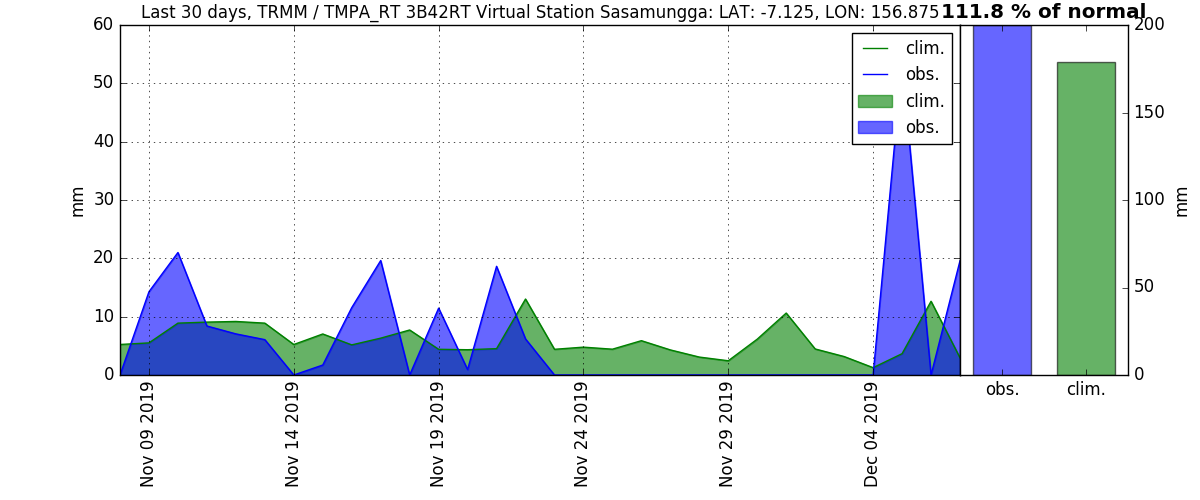 Last 30 days, TRMM / TMPA_RT 3B42RT Virtual Station Sasamungga: LAT: -7.125, LON: 156.875
111.8 % of normal
60
50
40
30
20
10
0
mm
clim.
obs.
clim.
obs.
200
150
100
50
0
mm
obs.
clim.
Nov 09 2019
Nov 14 2019
Nov 19 2019
Nov 24 2019
Nov 29 2019
Dec 04 2019